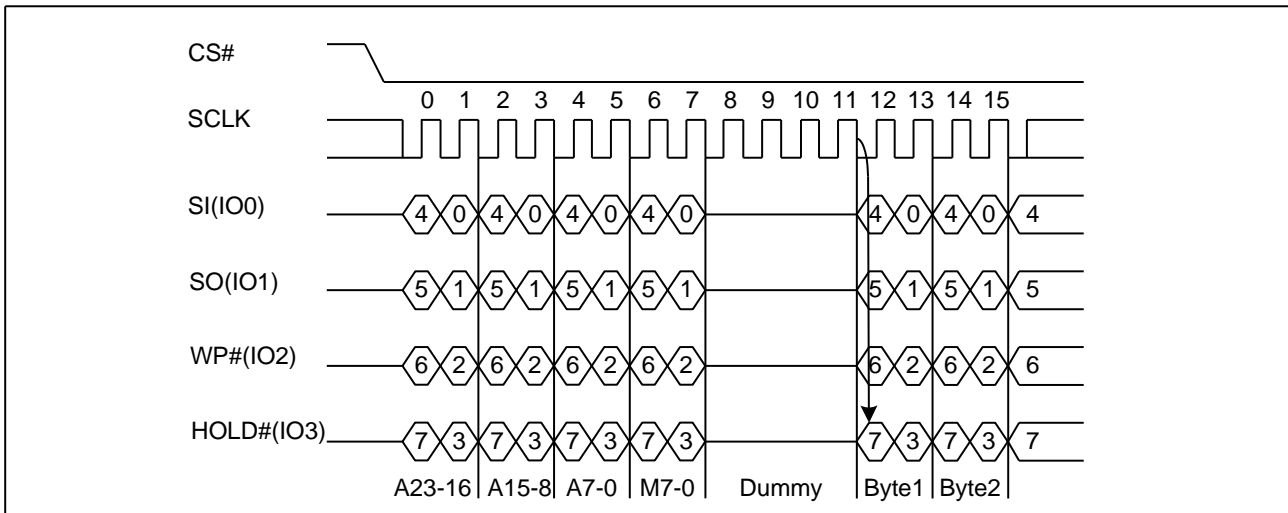 CS#
0 1 2 3 4 5 6 7 8 9 10 11 12 13 14 15
SCLK
SI(IO0) 4 0 4 0 4 0 4 0 4 0 4 0 4
SO(IO1) 5 1 5 1 5 1 5 1 5 1 5 1 5
WP#(IO2) 6 2 6 2 6 2 6 2 6 2 6 2 6
HOLD#(IO3) 7 3 7 3 7 3 7 3 7 3 7 3 7
A23-16 A15-8 A7-0 M7-0 Dummy Byte1 Byte2